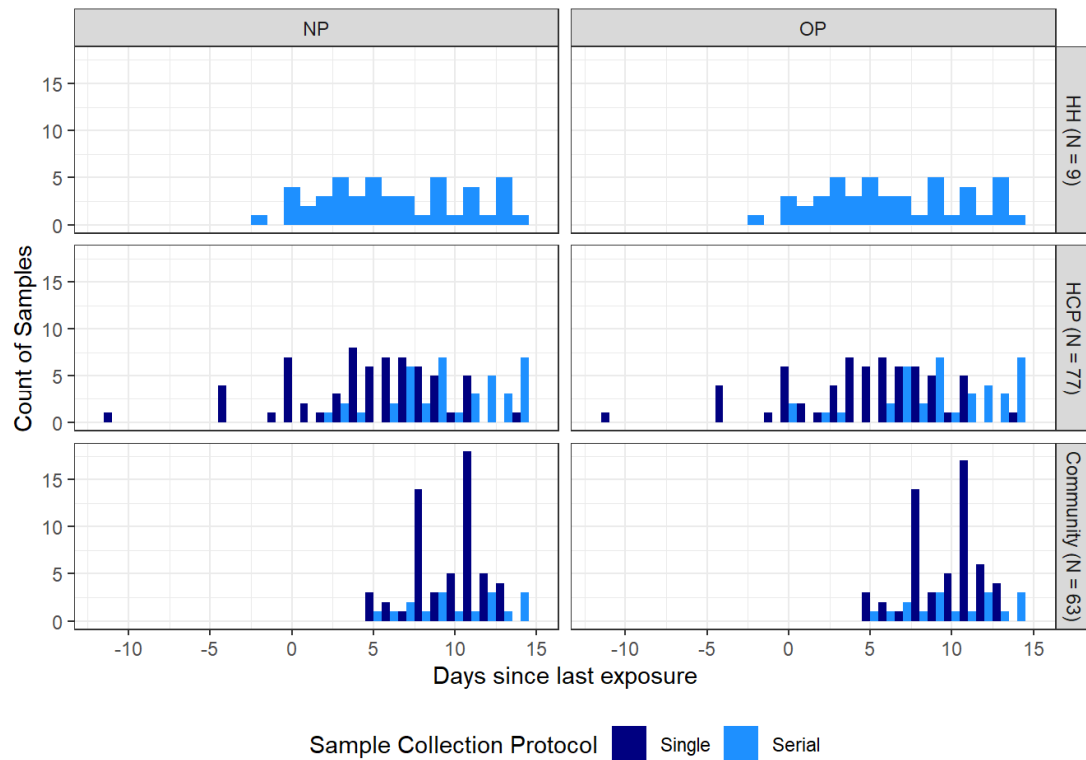 NP OP
Count of Samples
15
10
5
0
15
10
5
0
15
10
5
0
HH (N = 9)
HCP (N = 77)
Community (N = 63)
-10 -5 0 5 10 15 -10 -5 0 5 10 15
Days since last exposure
Sample Collection Protocol Single Serial